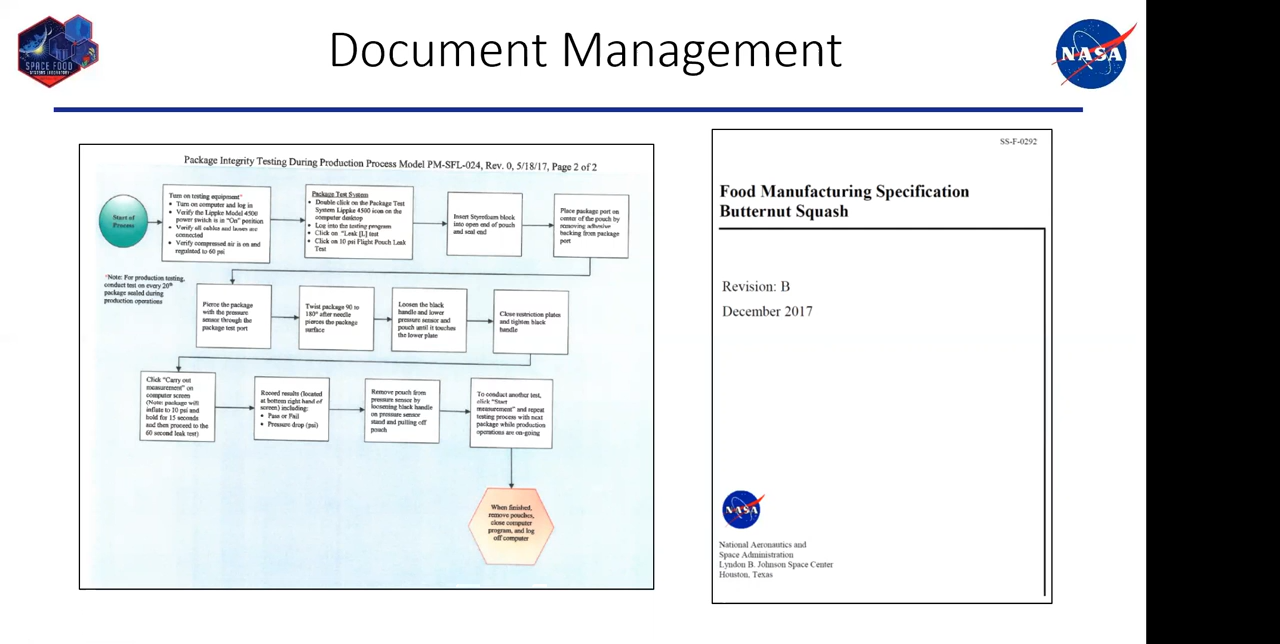 Document Management
SPACE FOOD
SYSTEMS LABORATORY
NASA
Package Integrity Testing During Production Process Model PM-SFL-024, Rev. 0, 5/18/17, Page 2 of 2
Start of
Process
Turn on testing equipment*
• Turn on computer and log in
• Verify the Lippke Model 4500
power switch is in "On" position
• Verify all cables and hoses are
connected
• Verify compressed air is on and
regulated to 60 psi
Package Test System
• Double click on the Package Test
System Lippke 4500 icon on the
computer desktop
• Log into the testing program
• Click on "Leak [L] test
• Click on 10 psi Flight Pouch Leak
Test
Insert Styrofoam block
into open end of pouch
and seal end
Place package port on
center of the pouch by
removing adhesive
backing from package
port
*Note: For production testing,
conduct test on every 20th
package sealed during
production operations
Pierce the package
with the pressure
sensor through the
package test port
Twist package 90 to
180° after needle
pierces the package
surface
Loosen the black
handle and lower
pressure sensor and
pouch until it touches
the lower plate
Close restriction plates
and tighten black
handle
Click "Carry out
measurement" on
computer screen
(Note: package will
inflate to 10 psi and
hold for 15 seconds
and then proceed to the
60 second leak test)
Record results (located
at bottom right hand of
screen) including:
• Pass or Fail
• Pressure drop (psi)
Remove pouch from
pressure sensor by
loosening black handle
on pressure sensor
stand and pulling off
pouch
To conduct another test,
click "Start
measurement" and repeat
testing process with next
package while production
operations are on-going
When finished,
remove pouches,
close computer
program, and log
off computer
SS-F-0292
Food Manufacturing Specification
Butternut Squash
Revision: B
December 2017
NASA
National Aeronautics and
Space Administration
Lyndon B. Johnson Space Center
Houston, Texas